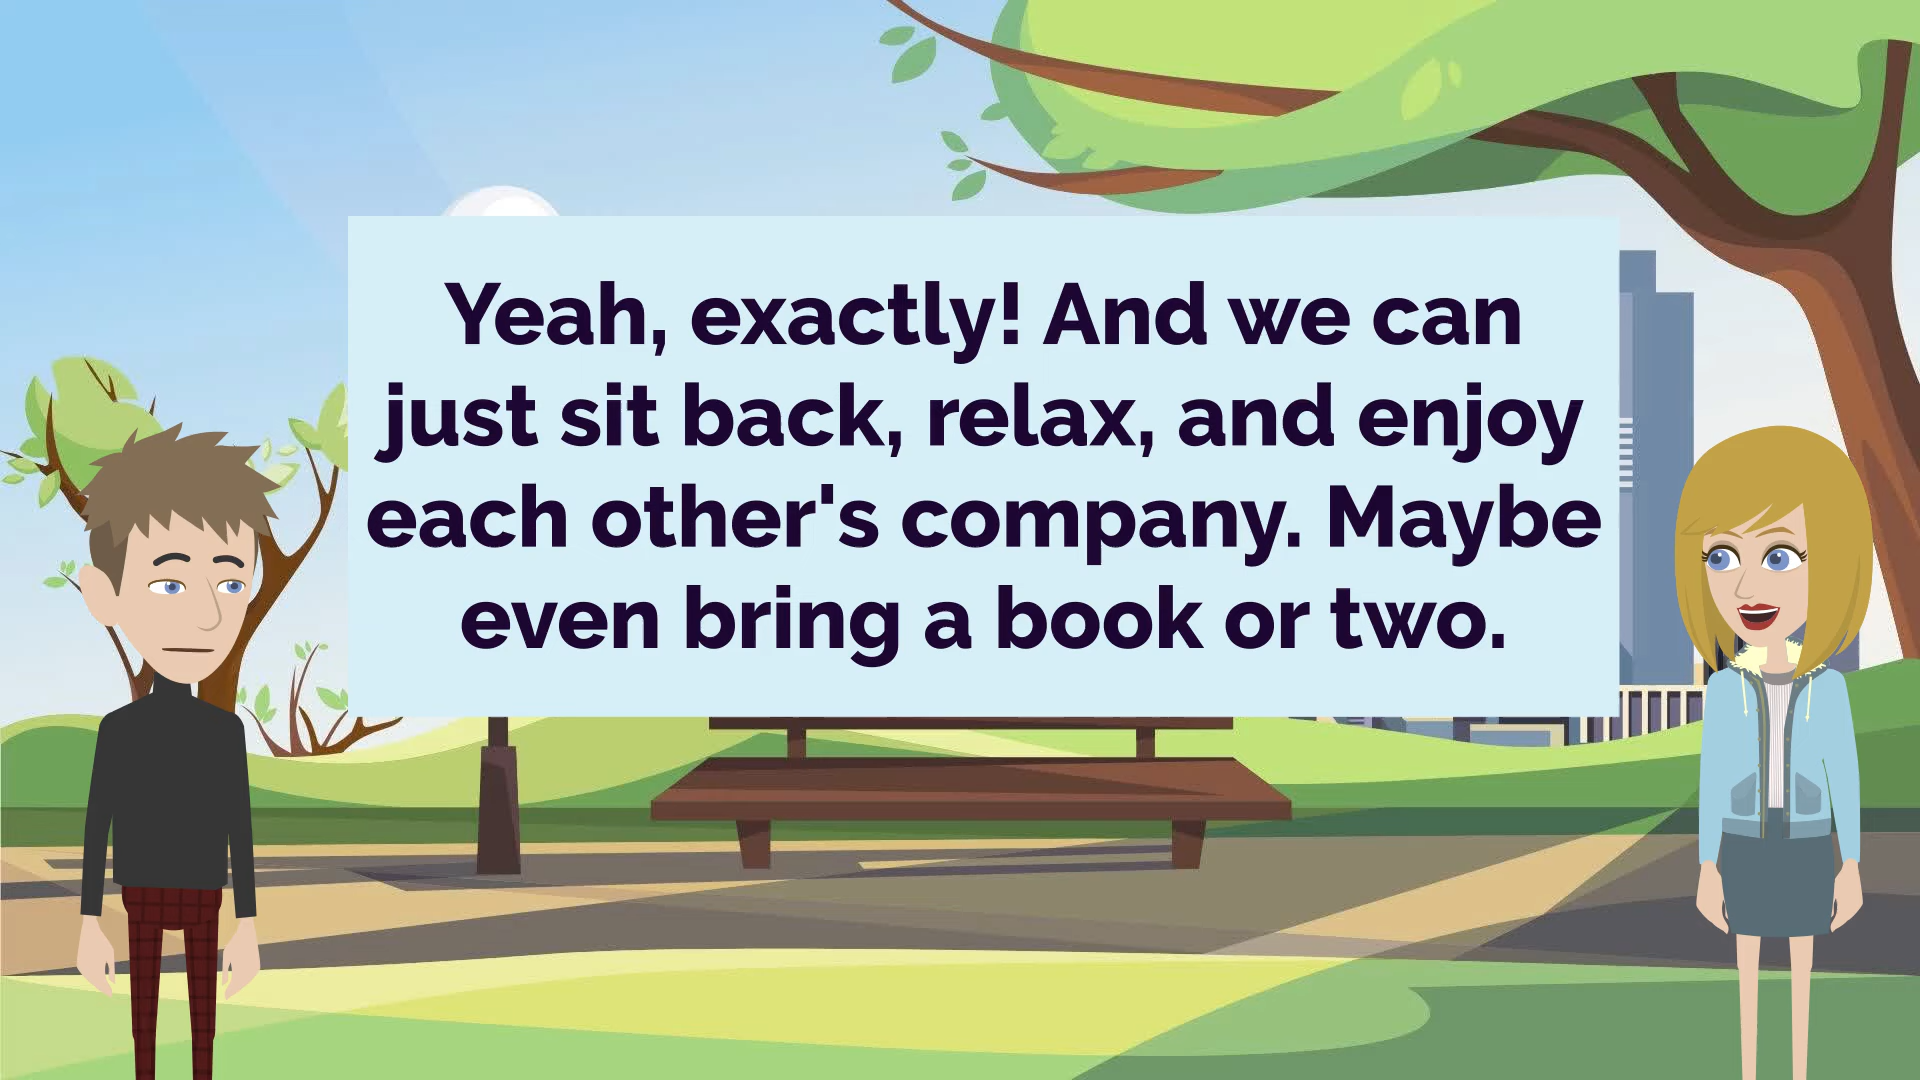 Yeah, exactly! And we can
just sit back, relax, and enjoy
each other's company. Maybe
even bring a book or two.